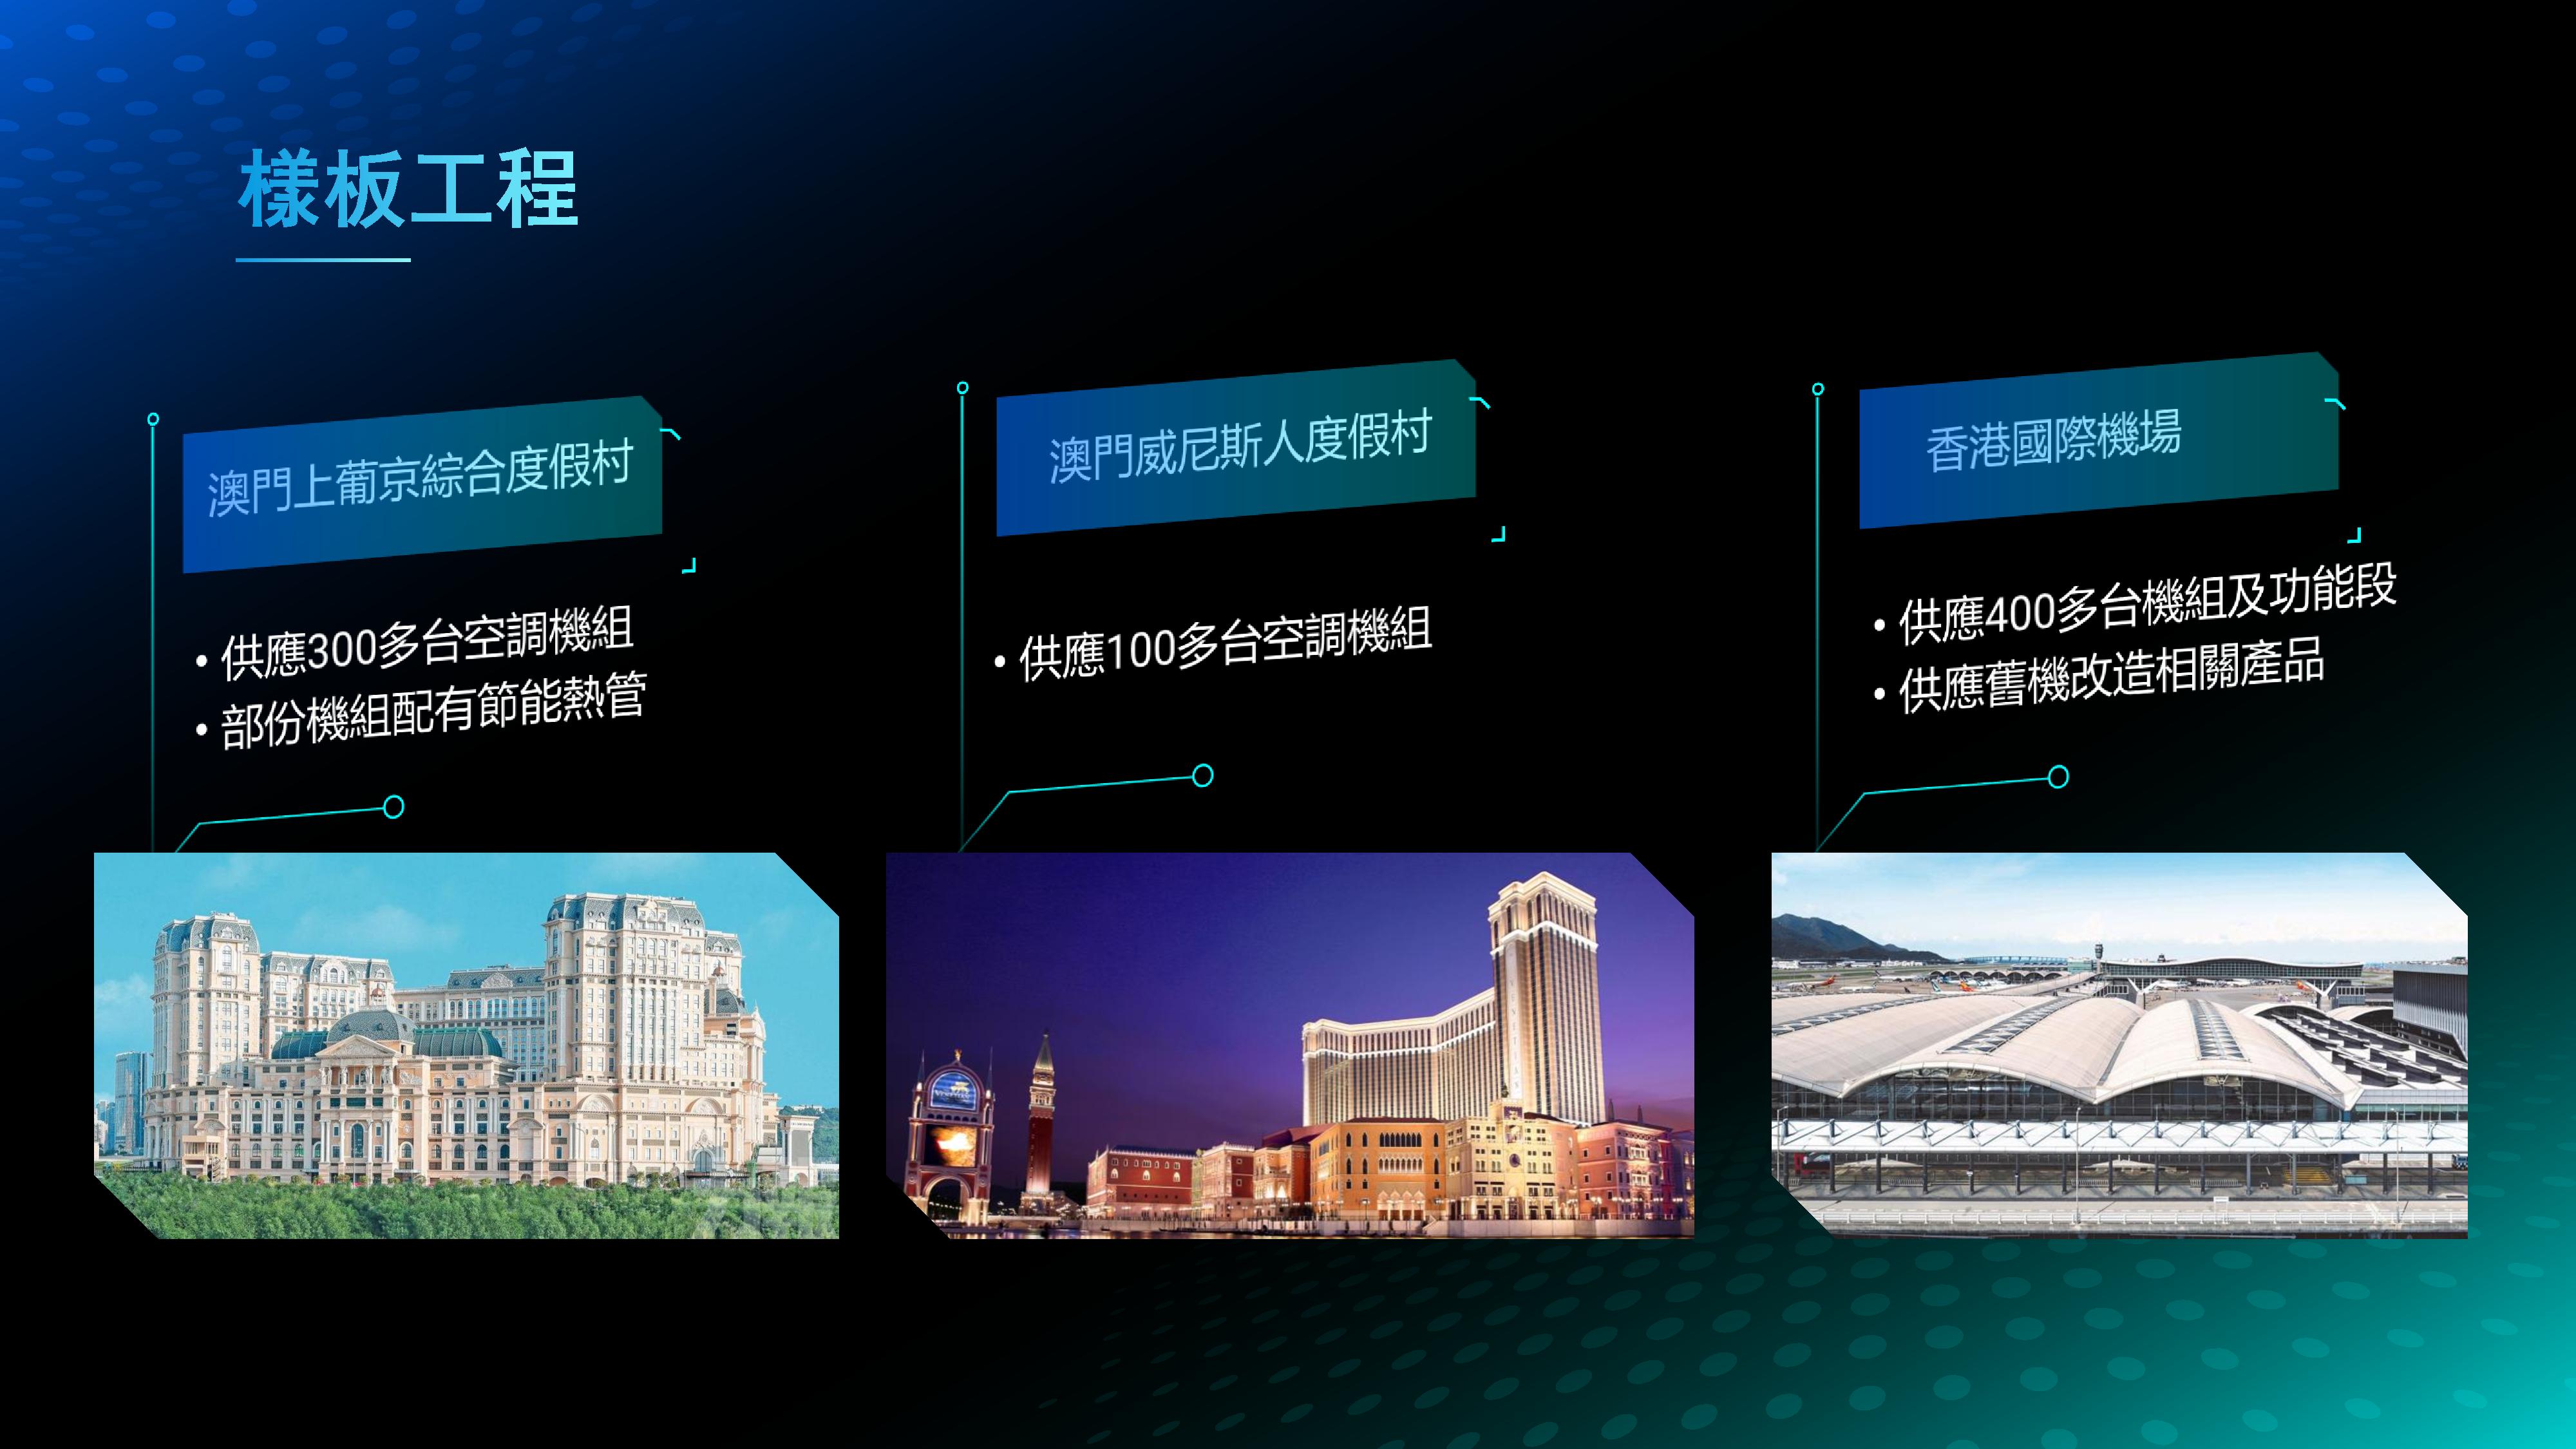 樣板工程
澳門上葡京綜合度假村
• 供應300多台空調機組
• 部份機組配有節能熱管
澳門威尼斯人度假村
• 供應100多台空調機組
香港國際機場
• 供應400多台機組及功能段
• 供應舊機改造相關產品